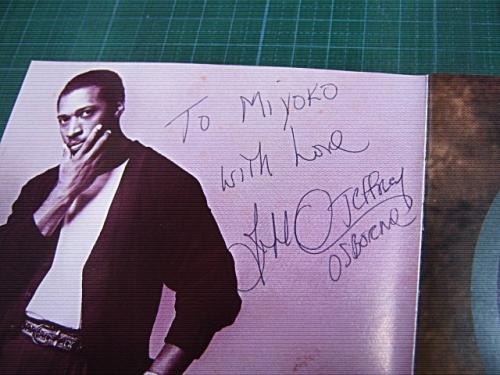 To Miyoko
with Love
Jeffrey
OSBORNE